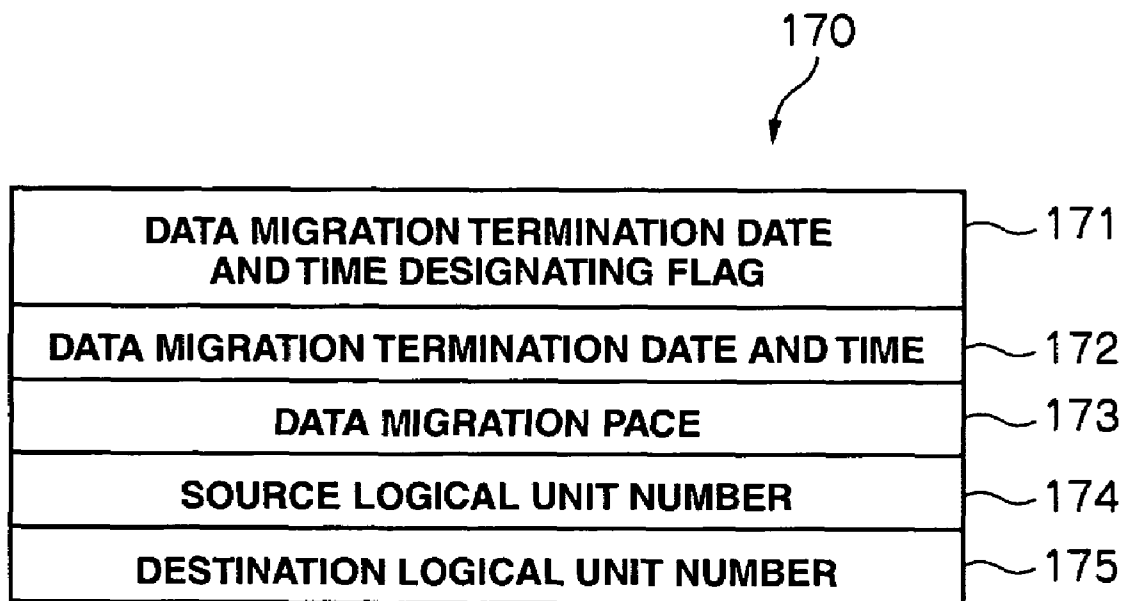 170
DATA MIGRATION TERMINATION DATE
AND TIME DESIGNATING FLAG
171
DATA MIGRATION TERMINATION DATE AND TIME
172
DATA MIGRATION PACE
173
SOURCE LOGICAL UNIT NUMBER
174
DESTINATION LOGICAL UNIT NUMBER
175